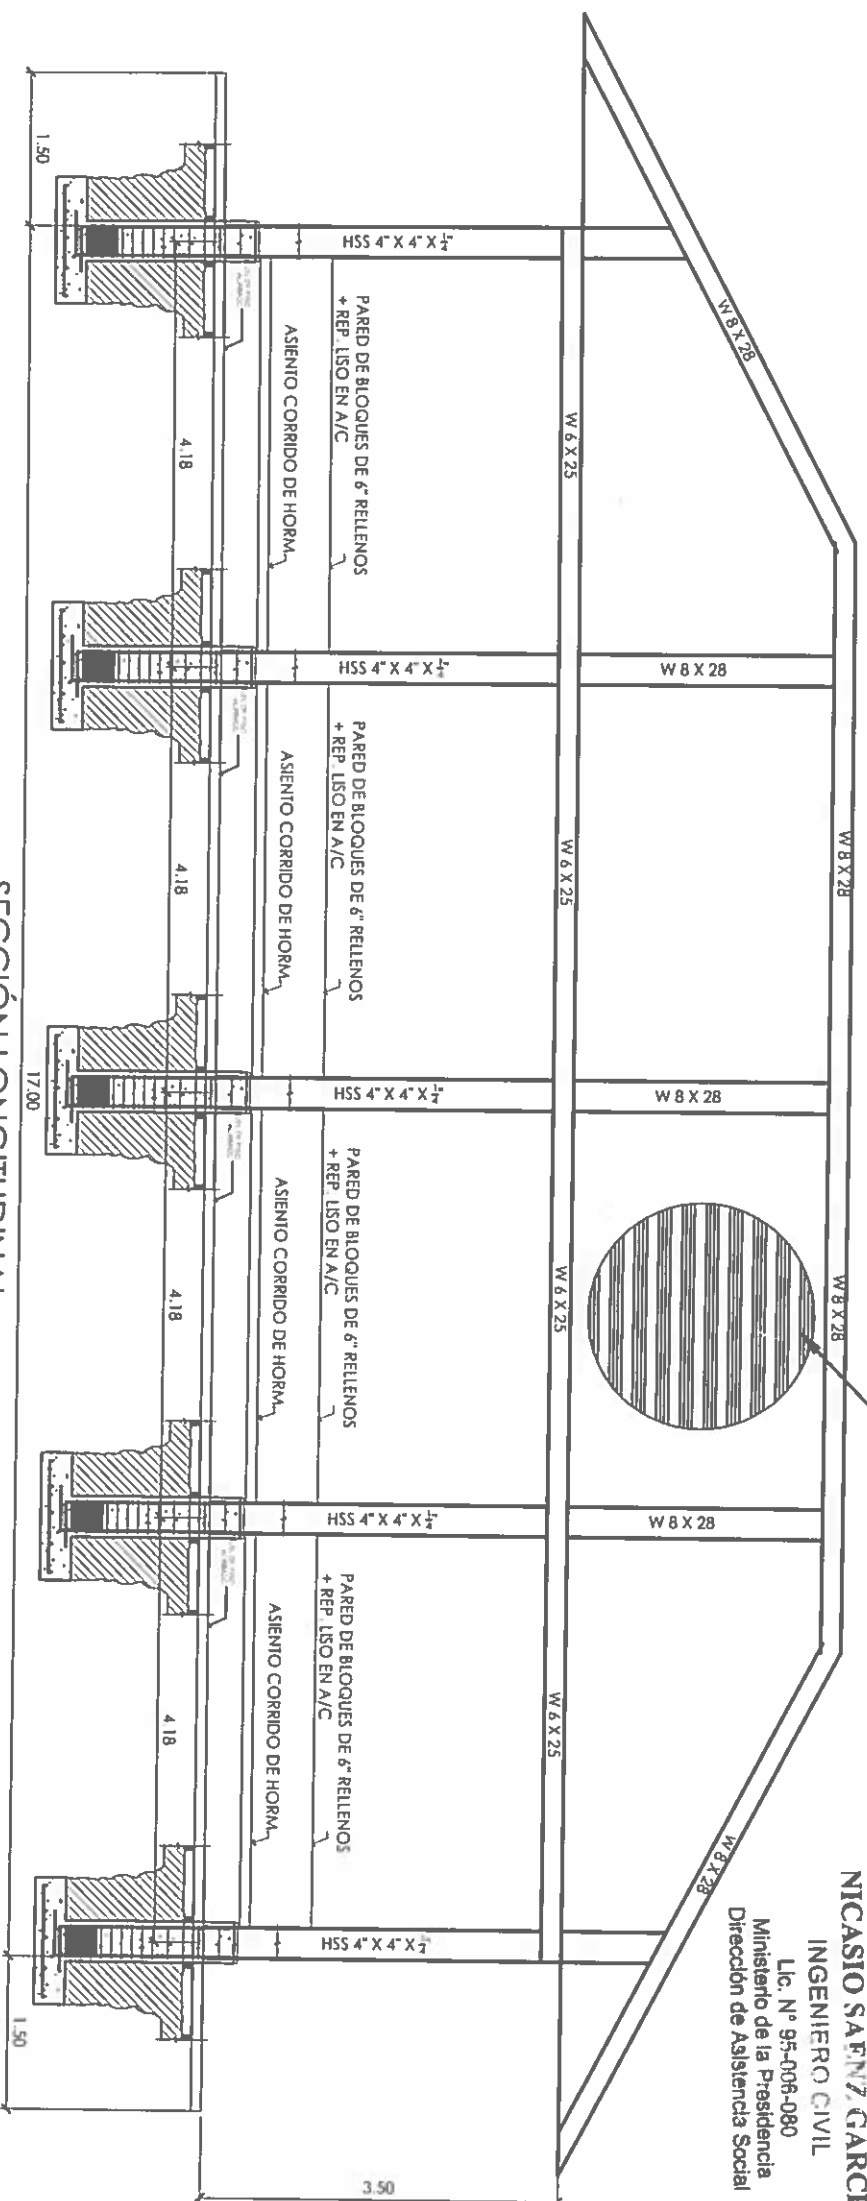 NICASIO SAENZ GARC
INGENIERO CIVIL
Lic. N° 95-006-080
Ministerio de la Presidencia
Dirección de Asistencia Social
W 8 X 28
W 8 X 28
W 8 X 28
W 8 X 28
W 8 X 28
W 8 X 28
W 8 X 28
W 6 X 25
W 6 X 25
W 6 X 25
W 6 X 25
3.50
HSS 4" X 4" X 1/4"
HSS 4" X 4" X 1/4"
HSS 4" X 4" X 1/4"
HSS 4" X 4" X 1/4"
HSS 4" X 4" X 1/4"
PARED DE BLOQUES DE 6" RELLENOS
+ REP. LISO EN A/C
PARED DE BLOQUES DE 6" RELLENOS
+ REP. LISO EN A/C
PARED DE BLOQUES DE 6" RELLENOS
+ REP. LISO EN A/C
PARED DE BLOQUES DE 6" RELLENOS
+ REP. LISO EN A/C
ASIENTO CORRIDO DE HORM.
ASIENTO CORRIDO DE HORM.
ASIENTO CORRIDO DE HORM.
ASIENTO CORRIDO DE HORM.
4.18
4.18
4.18
4.18
1.50
17.00
1.50
SECCIÓN LONGITUDINAL